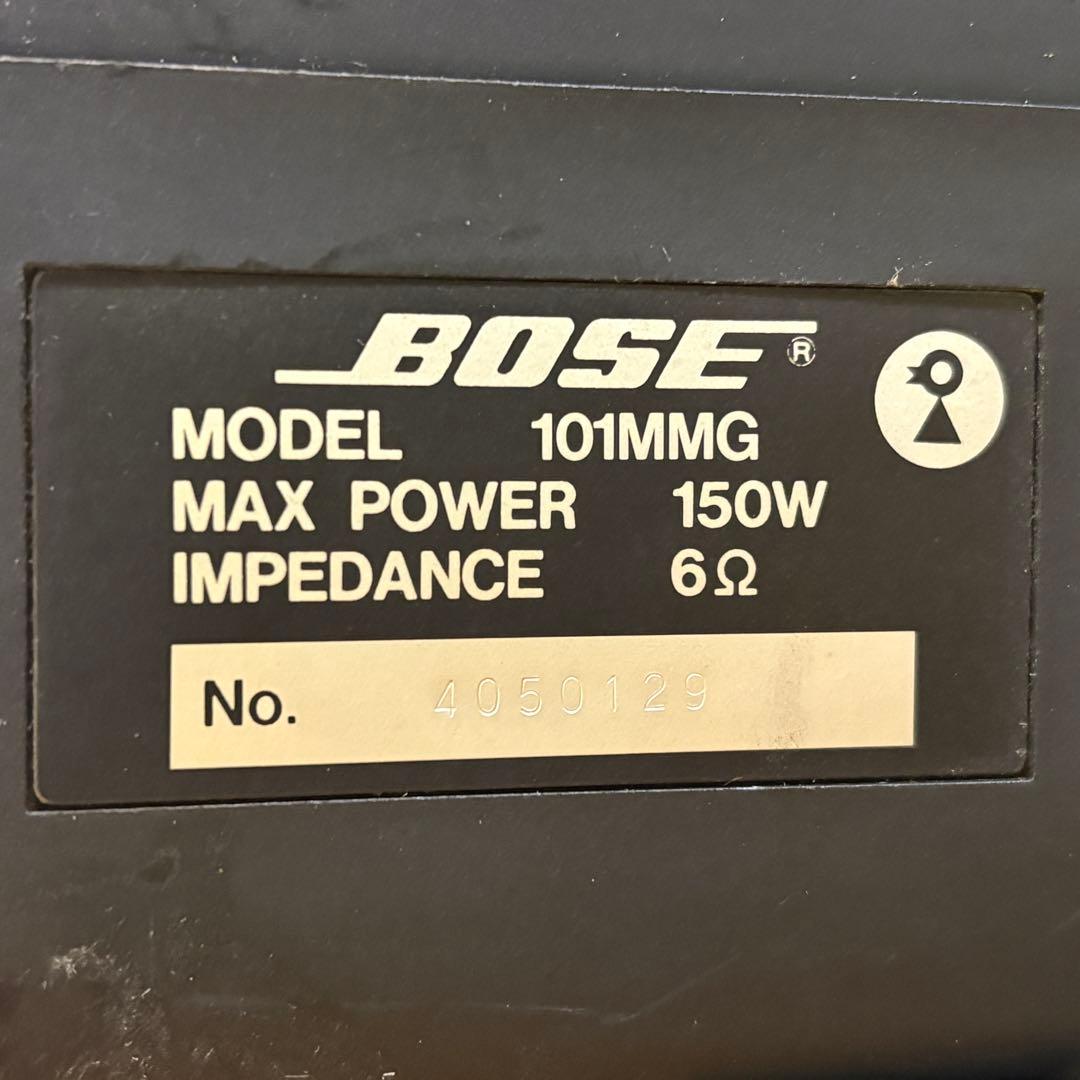 BOSE®
MODEL 101MMG
MAX POWER 150W
IMPEDANCE 6Ω
No. 4050129